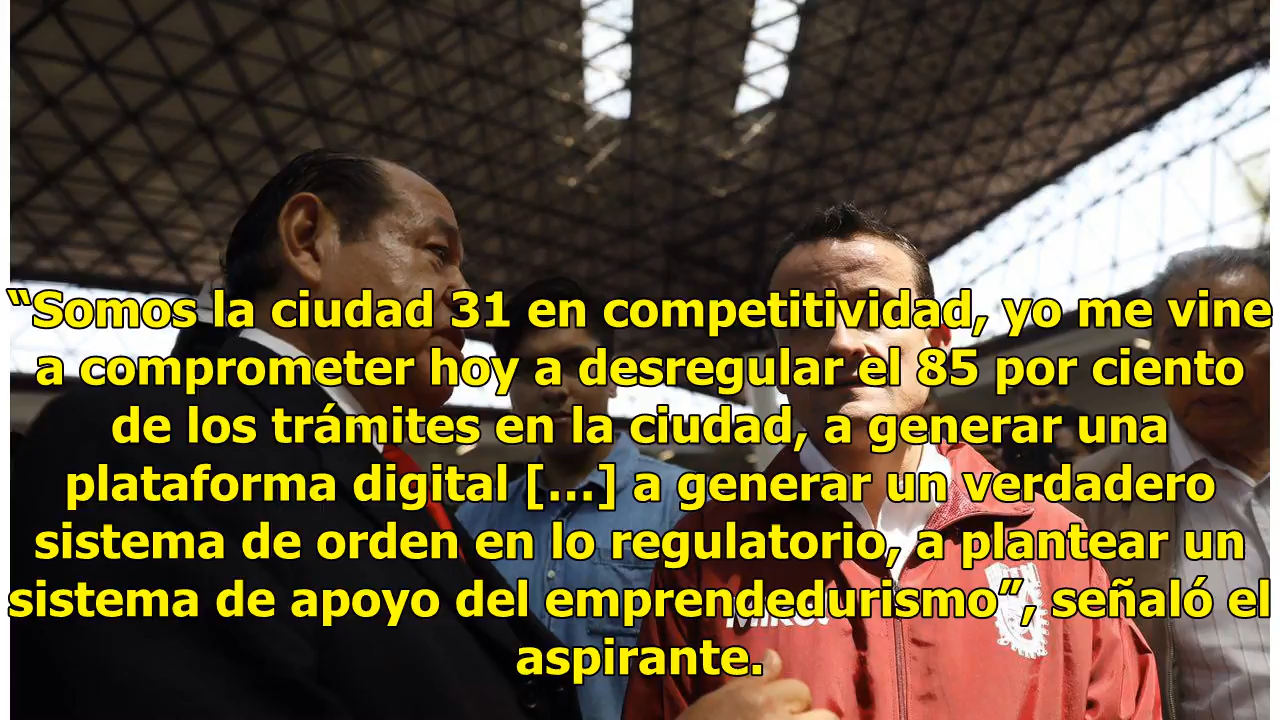 “Somos la ciudad 31 en competitividad, yo me vine
a comprometer hoy a desregular el 85 por ciento
de los trámites en la ciudad, a generar una
plataforma digital [...] a generar un verdadero
sistema de orden en lo regulatorio, a plantear un
sistema de apoyo del emprendedurismo”, señaló el
aspirante.